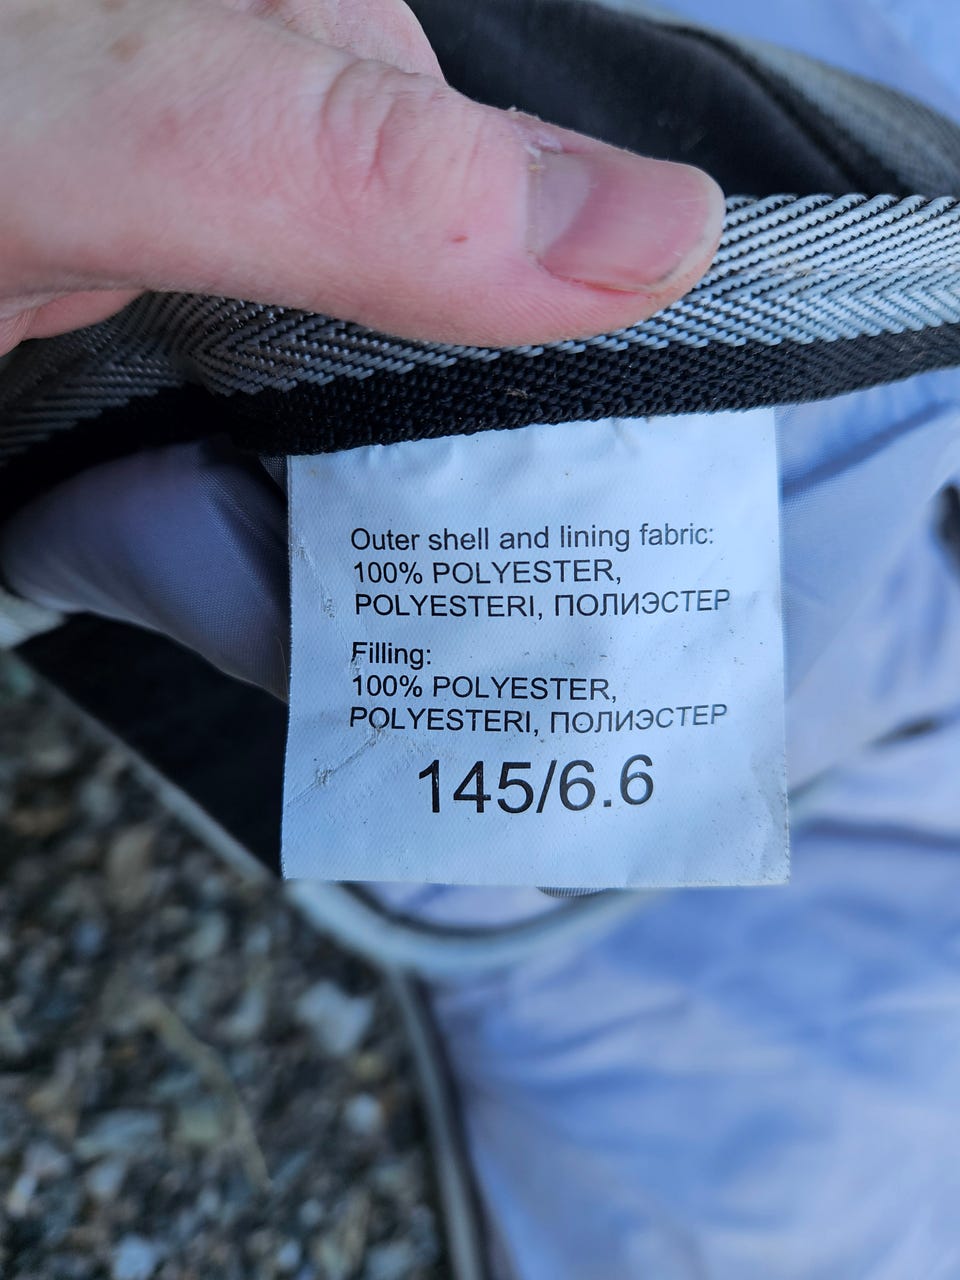 Outer shell and lining fabric:
100% POLYESTER,
POLYESTERI, ПОЛИЭСТЕР
Filling:
100% POLYESTER,
POLYESTERI, ПОЛИЭСТЕР
145/6.6